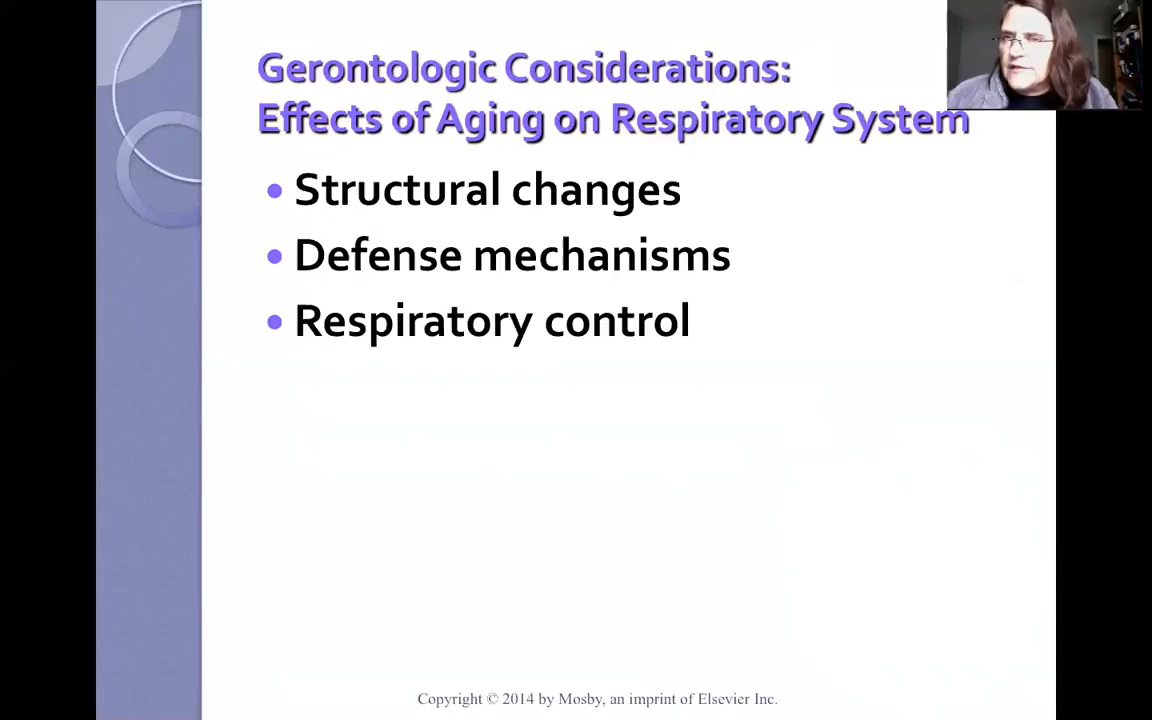 Gerontologic Considerations:
Effects of Aging on Respiratory System
• Structural changes
• Defense mechanisms
• Respiratory control
Copyright © 2014 by Mosby, an imprint of Elsevier Inc.